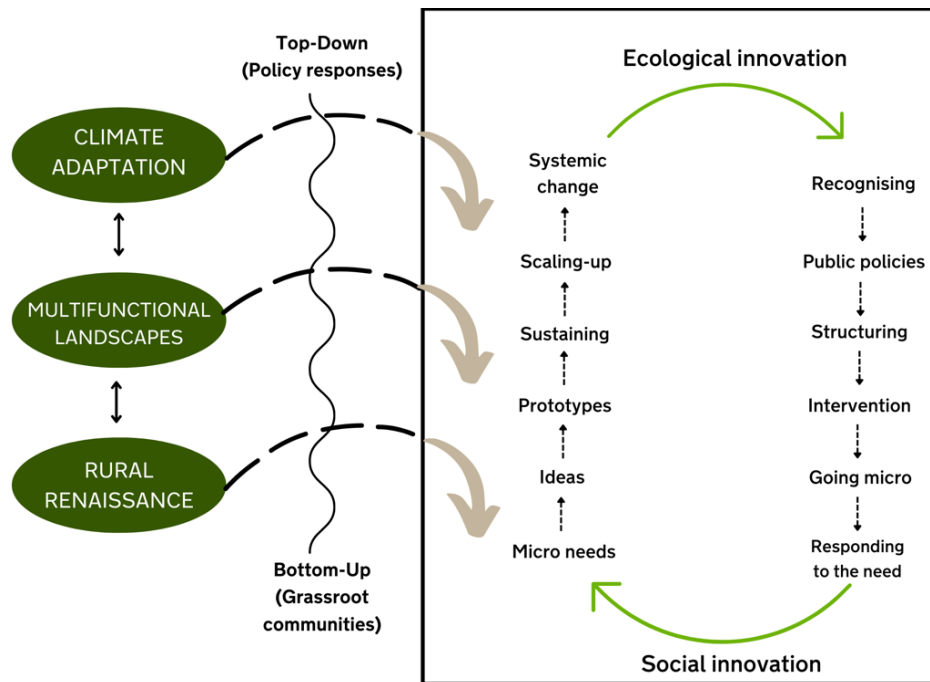 CLIMATE
ADAPTATION
MULTIFUNCTIONAL
LANDSCAPES
RURAL
RENAISSANCE
Top-Down
(Policy responses)
Bottom-Up
(Grassroot
communities)
Ecological innovation
Systemic
change
Scaling-up
Sustaining
Prototypes
Ideas
Micro needs
Recognising
Public policies
Structuring
Intervention
Going micro
Responding
to the need
Social innovation